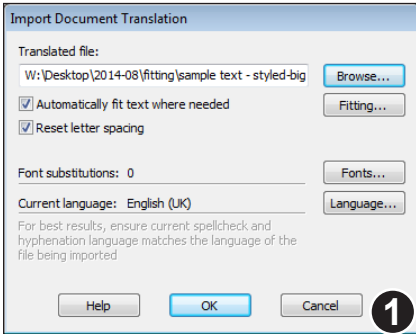 Import Document Translation
Translated file:
W:\Desktop\2014-08\fitting\sample text - styled-big
Browse...
Automatically fit text where needed
Fitting...
Reset letter spacing
Font substitutions: 0
Fonts...
Current language: English (UK)
Language...
For best results, ensure current spellcheck and
hyphenation language matches the language of the
file being imported
Help
OK
Cancel
1